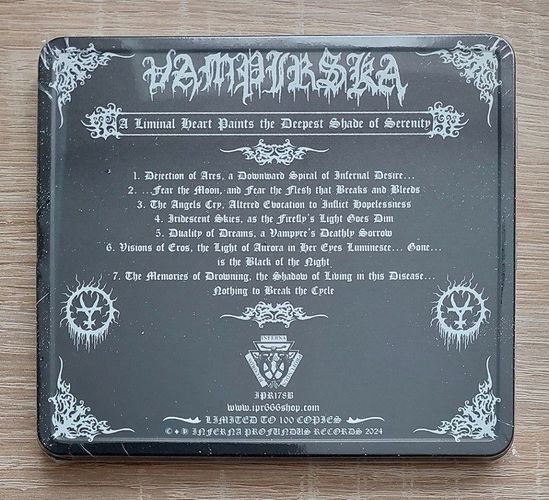 VAMPIRSKA
A Liminal Heart Paints the Deepest Shade of Serenity
1. Dejection of Ares, a Downward Spiral of Infernal Desire...
2. ...Fear the Moon, and Fear the Flesh that Breaks and Bleeds
3. The Angels Cry, Altered Evocation to Inflict Hopelessness
4. Iridescent Skies, as the Firefly's Light Goes Dim
5. Duality of Dreams, a Vampyre's Deathly Sorrow
6. Visions of Eros, the Light of Aurora in Her Eyes Luminesce... Gone...
is the Black of the Night
7. The Memories of Drowning, the Shadow of Living in this Disease...
Nothing to Break the Cycle
INFERNA
IPR178B
www.ipr666shop.com
LIMITED TO 100 COPIES
INFERNA PROFUNDUS RECORDS 2024